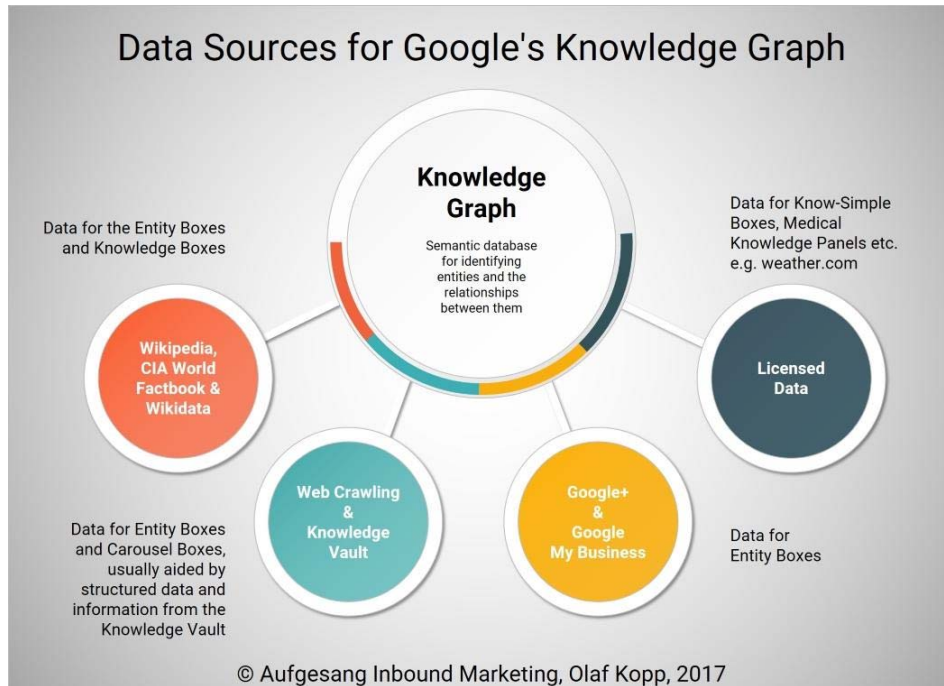 Data Sources for Google's Knowledge Graph
Knowledge
Graph
Semantic database
for identifying
entities and the
relationships
between them
Data for the Entity Boxes
and Knowledge Boxes
Wikipedia,
CIA World
Factbook &
Wikidata
Data for Entity Boxes
and Carousel Boxes,
usually aided by
structured data and
information from the
Knowledge Vault
Web Crawling
&
Knowledge
Vault
Google+
&
Google
My Business
Data for
Entity Boxes
Data for Know-Simple
Boxes, Medical
Knowledge Panels etc.
e.g. weather.com
Licensed
Data
© Aufgesang Inbound Marketing, Olaf Kopp, 2017